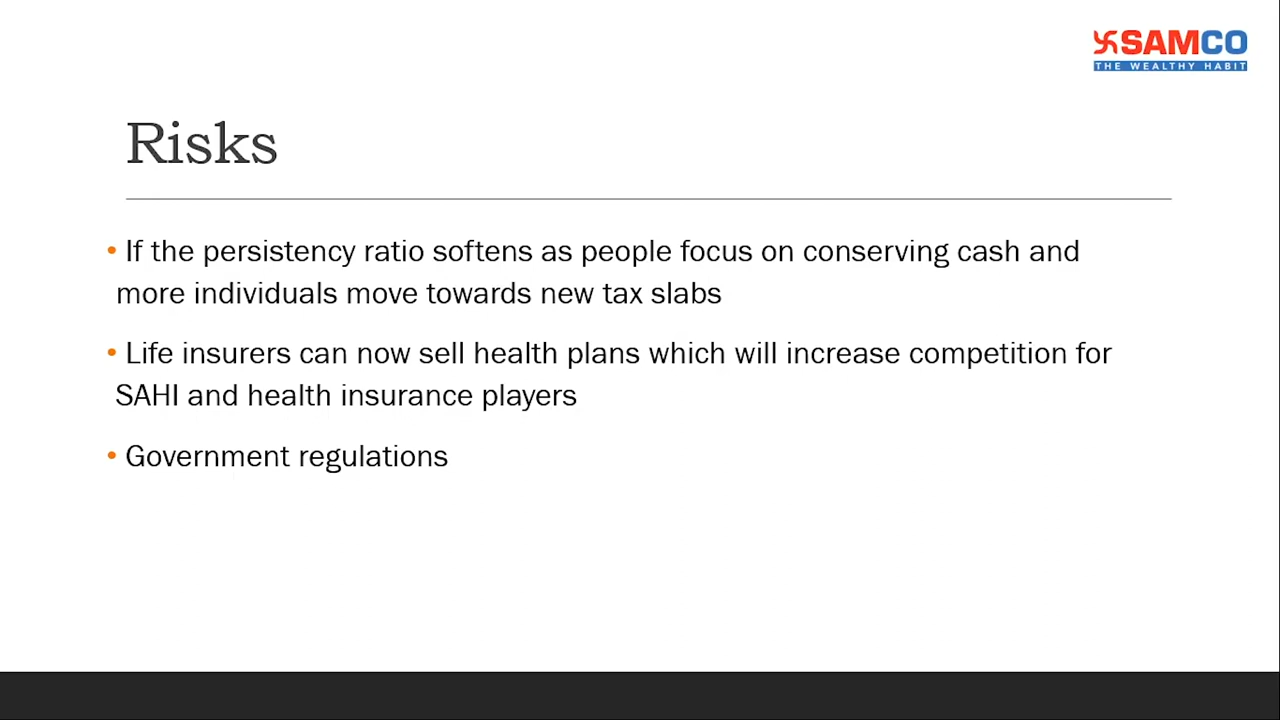 SAMCO
THE WEALTHY HABIT
Risks
• If the persistency ratio softens as people focus on conserving cash and
more individuals move towards new tax slabs
• Life insurers can now sell health plans which will increase competition for
SAHI and health insurance players
• Government regulations